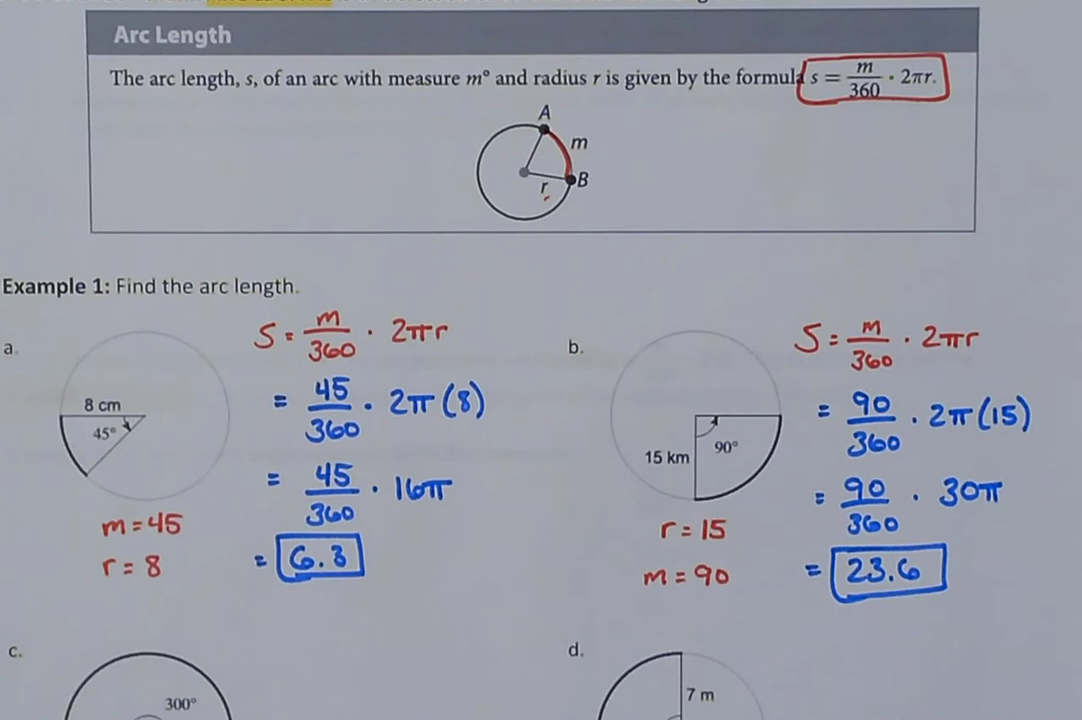 Arc Length
The arc length, s, of an arc with measure m° and radius r is given by the formula s = m/360 · 2πr.
A
m
r
B
Example 1: Find the arc length.
a.
8 cm
45°
m = 45
r = 8
S = m/360 · 2πr
= 45/360 · 2π(8)
= 45/360 · 16π
= 6.3
b.
15 km
90°
r = 15
m = 90
S = m/360 · 2πr
= 90/360 · 2π(15)
= 90/360 · 30π
= 23.6
c.
300°
d.
7 m